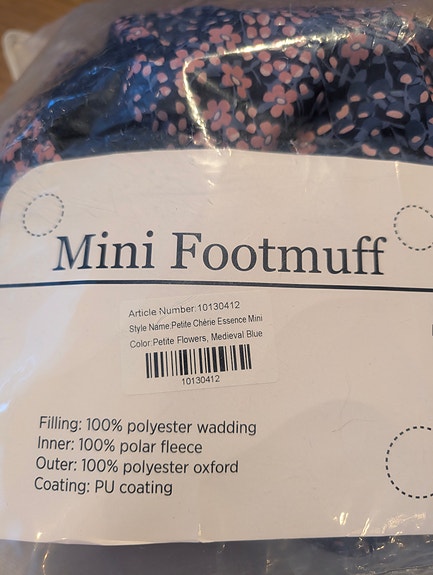 Mini Footmuff
Article Number:10130412
Style Name:Petite Chérie Essence Mini
Color:Petite Flowers, Medieval Blue
10130412
Filling: 100% polyester wadding
Inner: 100% polar fleece
Outer: 100% polyester oxford
Coating: PU coating